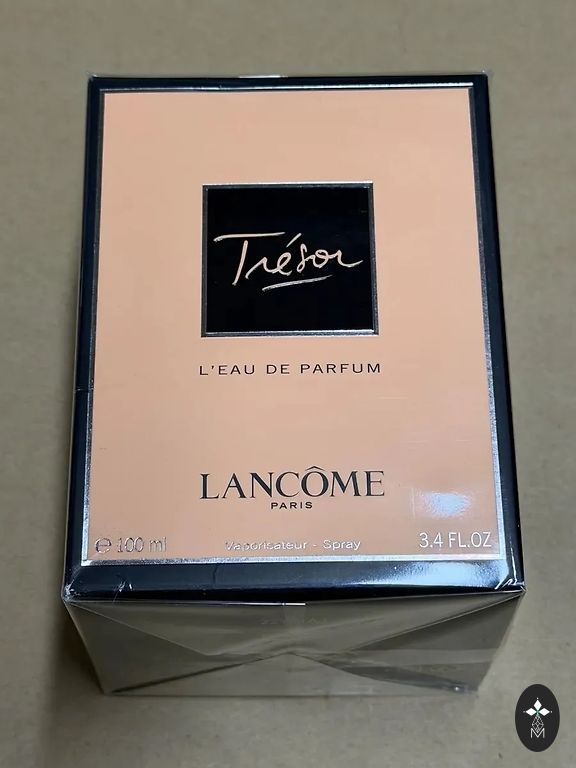 Trésor
L'EAU DE PARFUM
LANCÔME
PARIS
℮ 100 ml Vaporisateur - Spray 3.4 FL.OZ